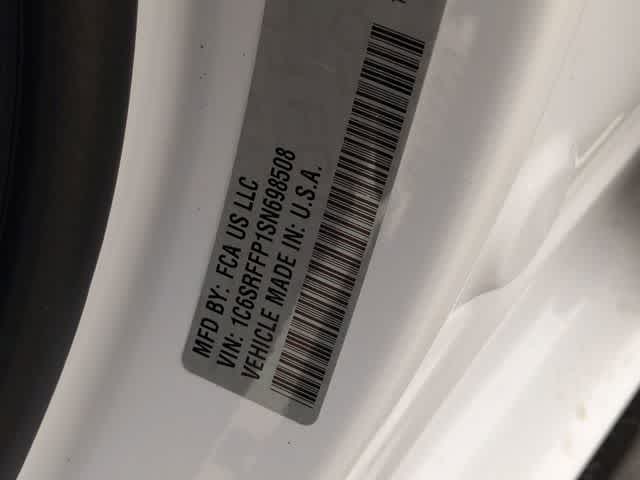 MFD BY: FCA US LLC
VIN: 1C6SRFFP1SN698508
VEHICLE MADE IN: U.S.A.